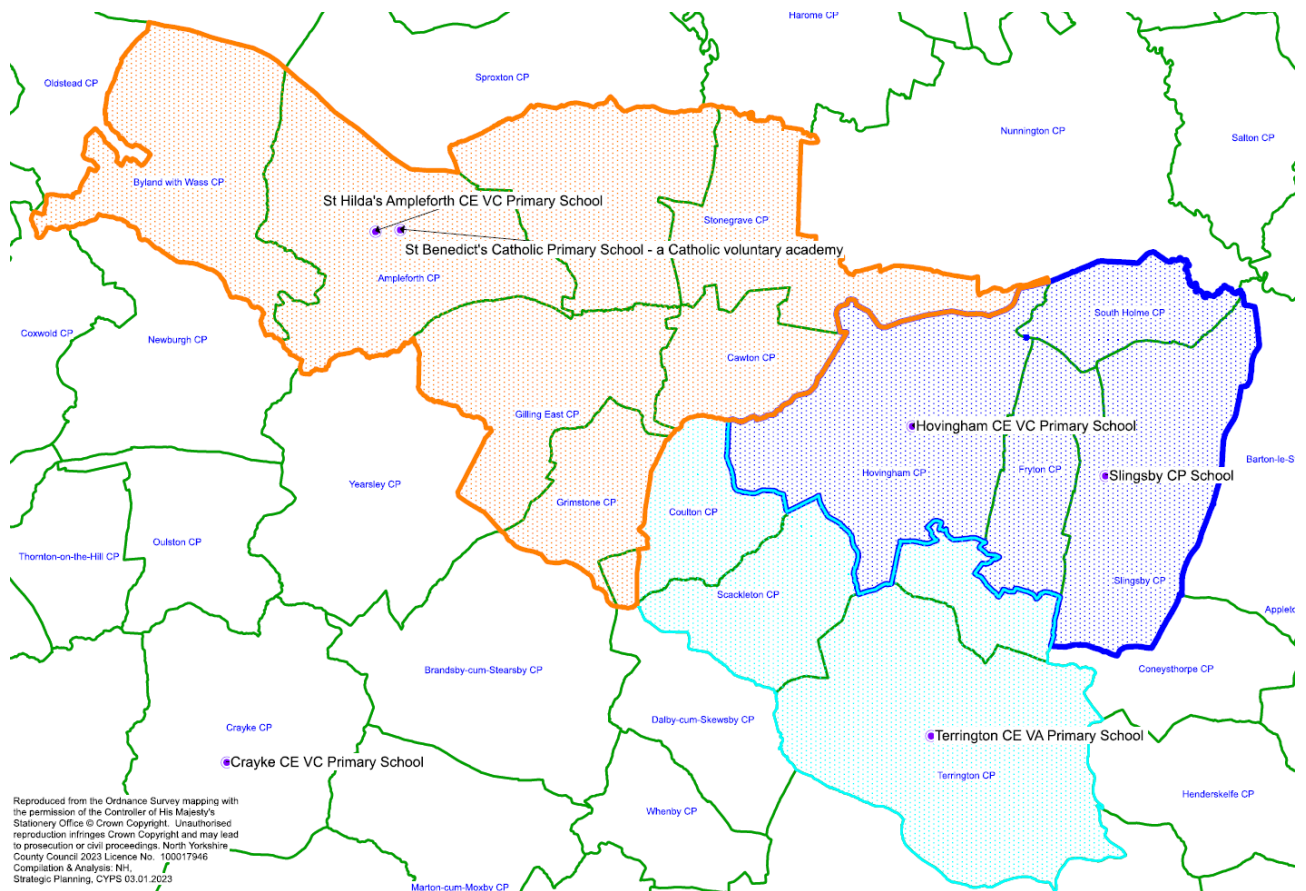 Harome CP
Oldstead CP
Sproxton CP
Nunnington CP
Salton CP
Byland with Wass CP
St Hilda's Ampleforth CE VC Primary School
Stonegrave CP
St Benedict's Catholic Primary School - a Catholic voluntary academy
Ampleforth CP
South Holme CP
Coxwold CP
Newburgh CP
Cawton CP
Gilling East CP
Hovingham CE VC Primary School
Hovingham CP
Fryton CP
Slingsby CP School
Barton-le-S
Yearsley CP
Grimstone CP
Coulton CP
Thornton-on-the-Hill CP
Oulston CP
Slingsby CP
Scackleton CP
Appleto
Brandsby-cum-Stearsby CP
Coneysthorpe CP
Dalby-cum-Skewsby CP
Crayke CP
Terrington CE VA Primary School
Crayke CE VC Primary School
Terrington CP
Henderskelfe CP
Whenby CP
Reproduced from the Ordnance Survey mapping with
the permission of the Controller of His Majesty's
Stationery Office © Crown Copyright. Unauthorised
reproduction infringes Crown Copyright and may lead
to prosecution or civil proceedings. North Yorkshire
County Council 2023 Licence No. 100017946
Compilation & Analysis: NH,
Strategic Planning, CYPS 03.01.2023
Marton-cum-Moxby CP